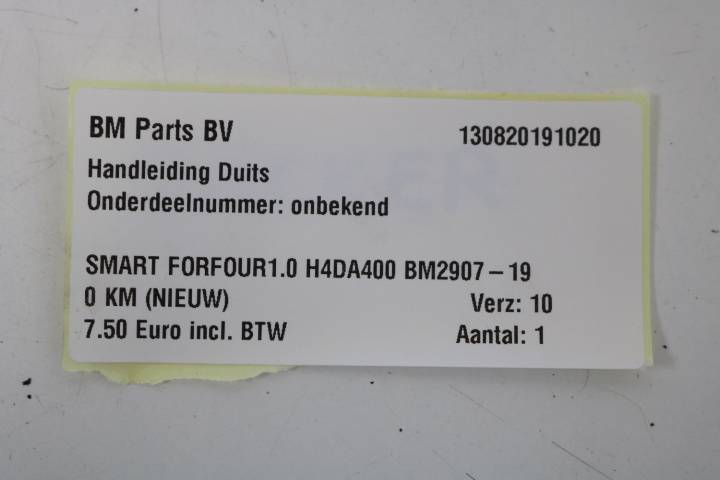 BM Parts BV 130820191020
Handleiding Duits
Onderdeelnummer: onbekend
SMART FORFOUR1.0 H4DA400 BM2907-19
0 KM (NIEUW) Verz: 10
7.50 Euro incl. BTW Aantal: 1